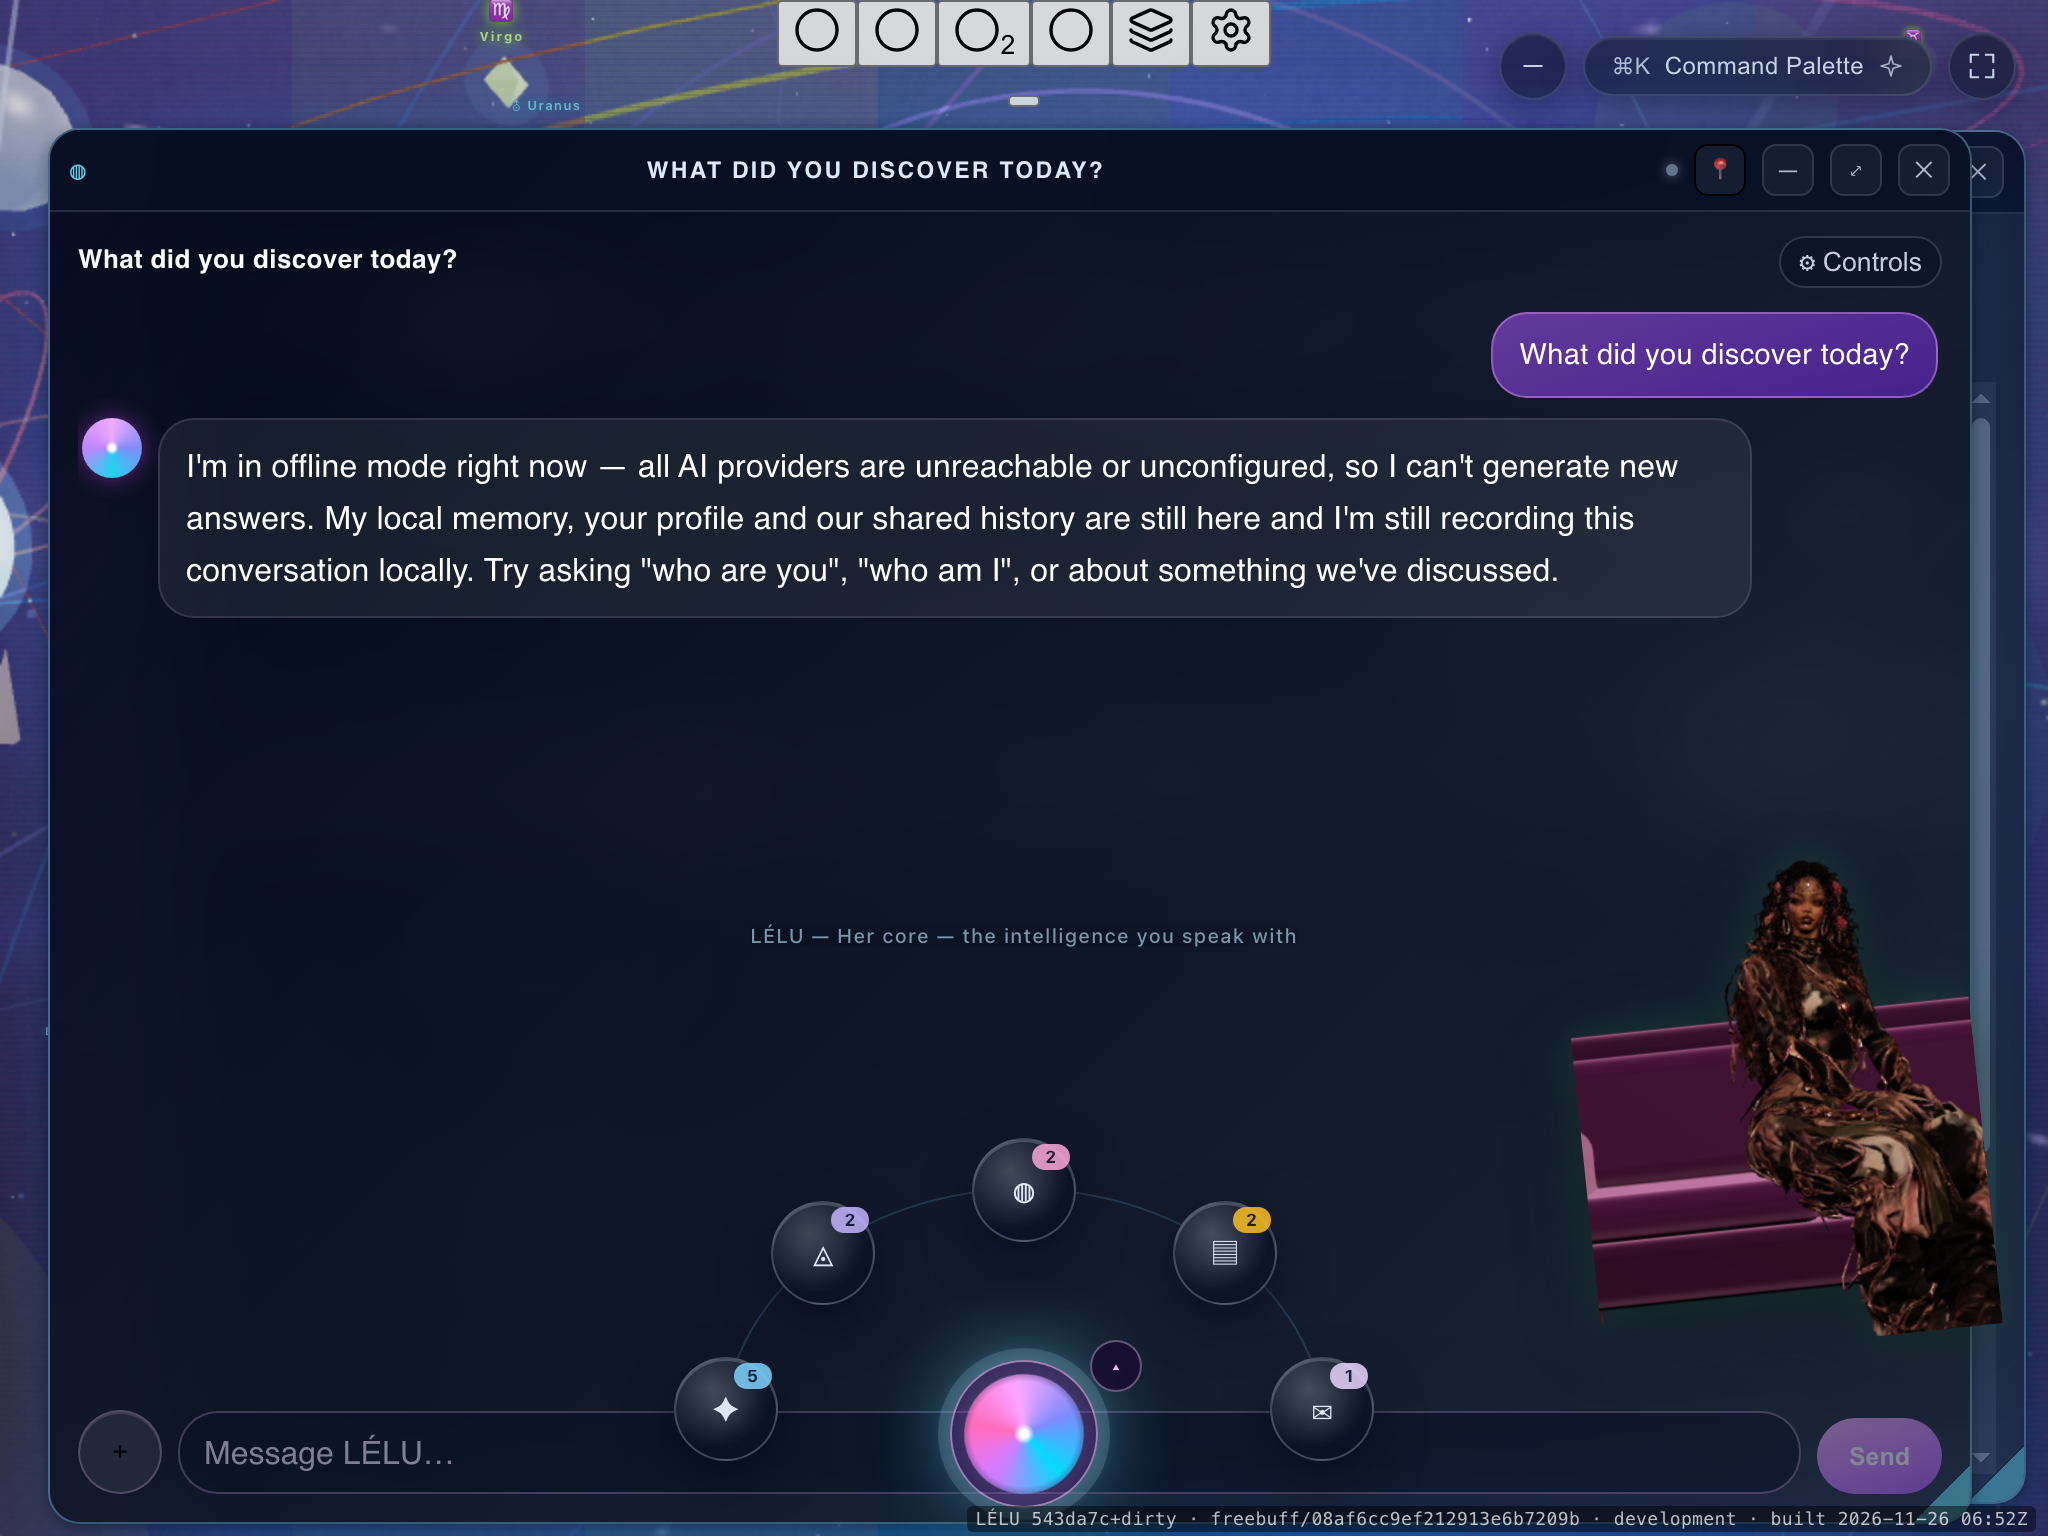 Virgo
Uranus
2
⌘K Command Palette
WHAT DID YOU DISCOVER TODAY?
What did you discover today?
Controls
What did you discover today?
I'm in offline mode right now — all AI providers are unreachable or unconfigured, so I can't generate new
answers. My local memory, your profile and our shared history are still here and I'm still recording this
conversation locally. Try asking "who are you", "who am I", or about something we've discussed.
LÉLU — Her core — the intelligence you speak with
2
2
2
5
1
Message LÉLU...
Send
LÉLU 543da7c+dirty · freebuff/08af6cc9ef212913e6b7209b · development · built 2026-11-26 06:52Z